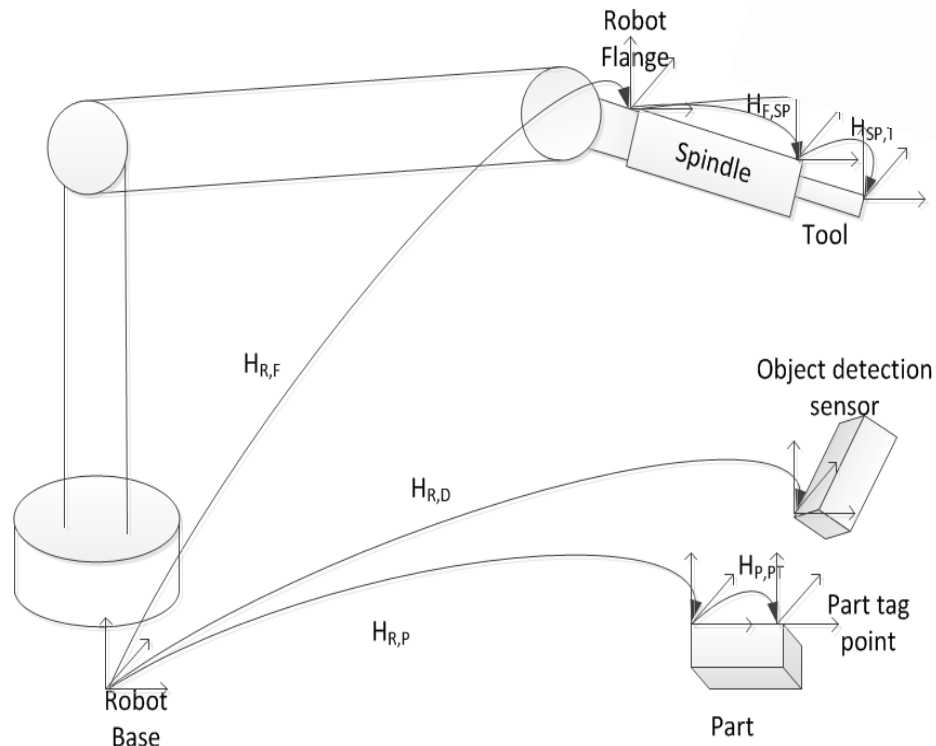 Robot
Flange
H_F,SP
H_SP,T
Spindle
Tool
H_R,F
Object detection
sensor
H_R,D
H_P,PT
Part tag
point
H_R,P
Robot
Base
Part